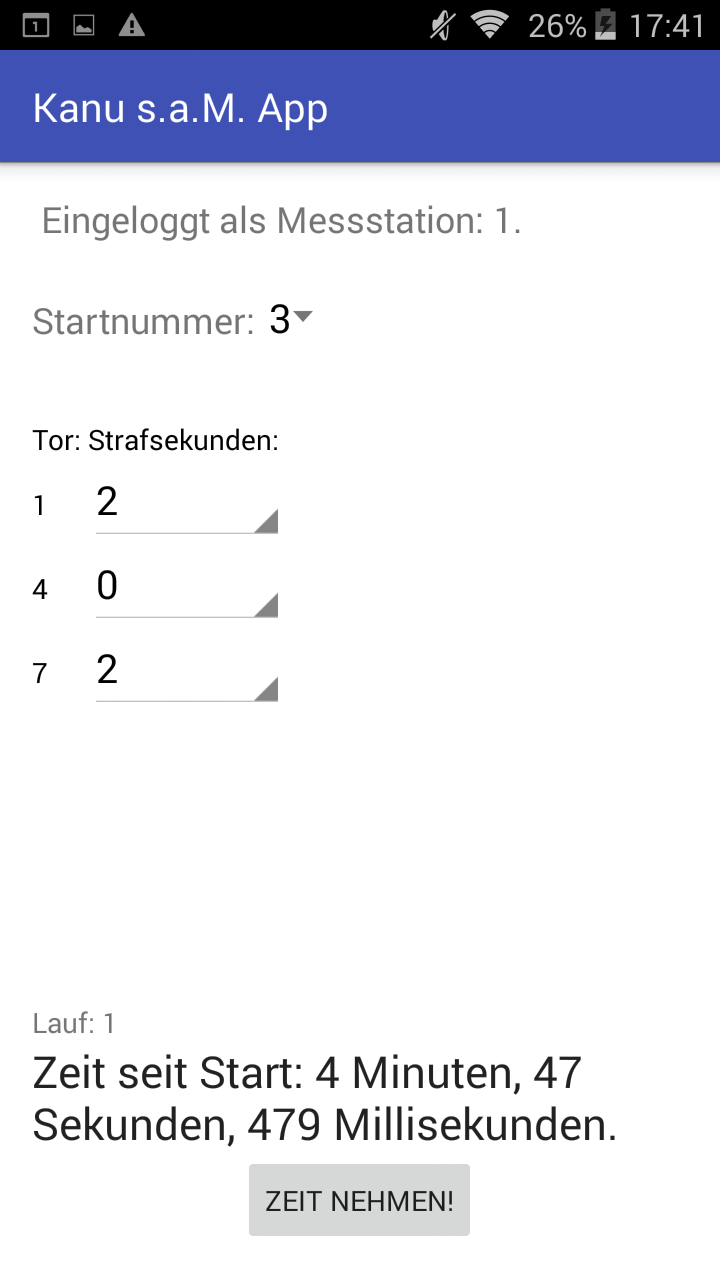 1 26% 17:41
Kanu s.a.M. App
Eingeloggt als Messstation: 1.
Startnummer: 3
Tor: Strafsekunden:
1 2
4 0
7 2
Lauf: 1
Zeit seit Start: 4 Minuten, 47
Sekunden, 479 Millisekunden.
ZEIT NEHMEN!